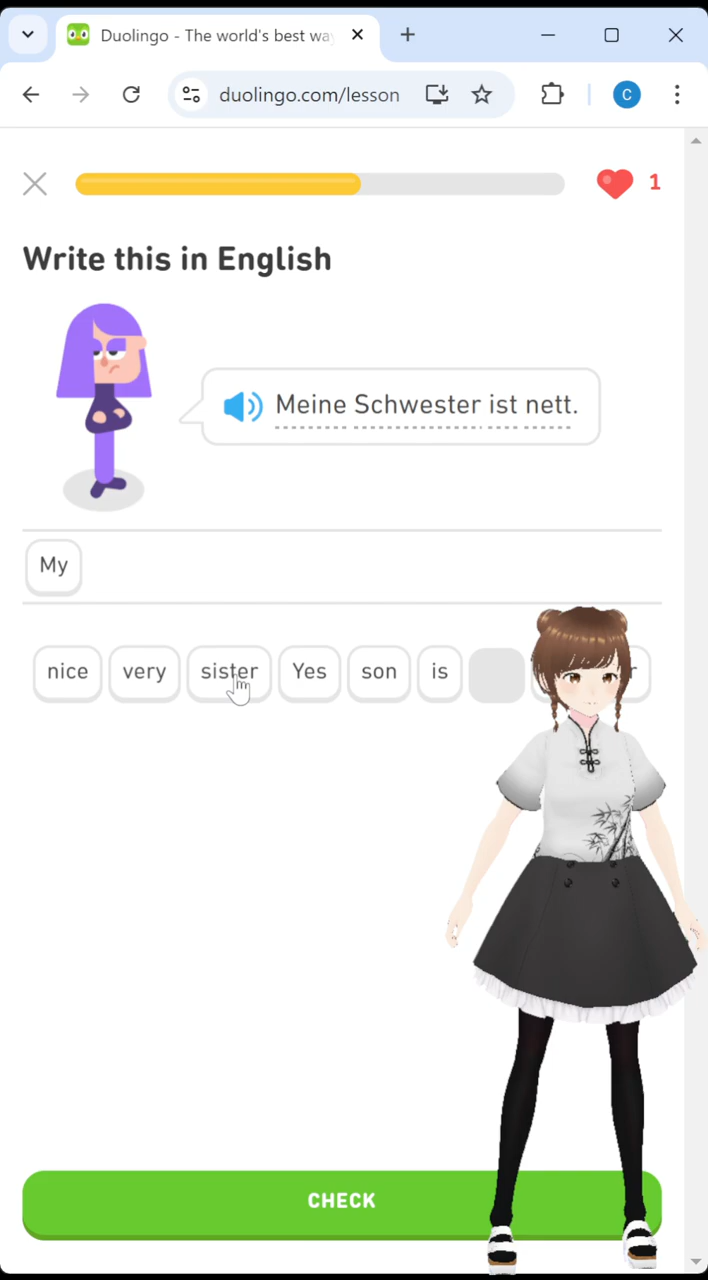 Duolingo - The world's best wa
duolingo.com/lesson
C
1
Write this in English
Meine Schwester ist nett.
My
nice very sister Yes son is
CHECK